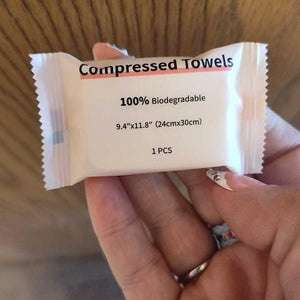 Compressed Towels
100% Biodegradable
9.4"x11.8" (24cmx30cm)
1 PCS